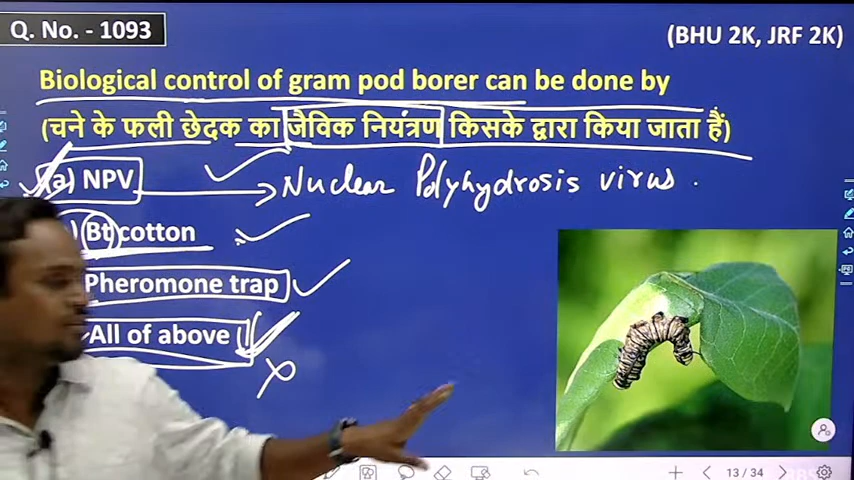 Q. No. - 1093
(BHU 2K, JRF 2K)
Biological control of gram pod borer can be done by
(चने के फली छेदक का जैविक नियंत्रण किसके द्वारा किया जाता हैं)
(a) NPV Nuclear Polyhydrosis virus.
) Bt cotton
Pheromone trap
All of above
13 / 34